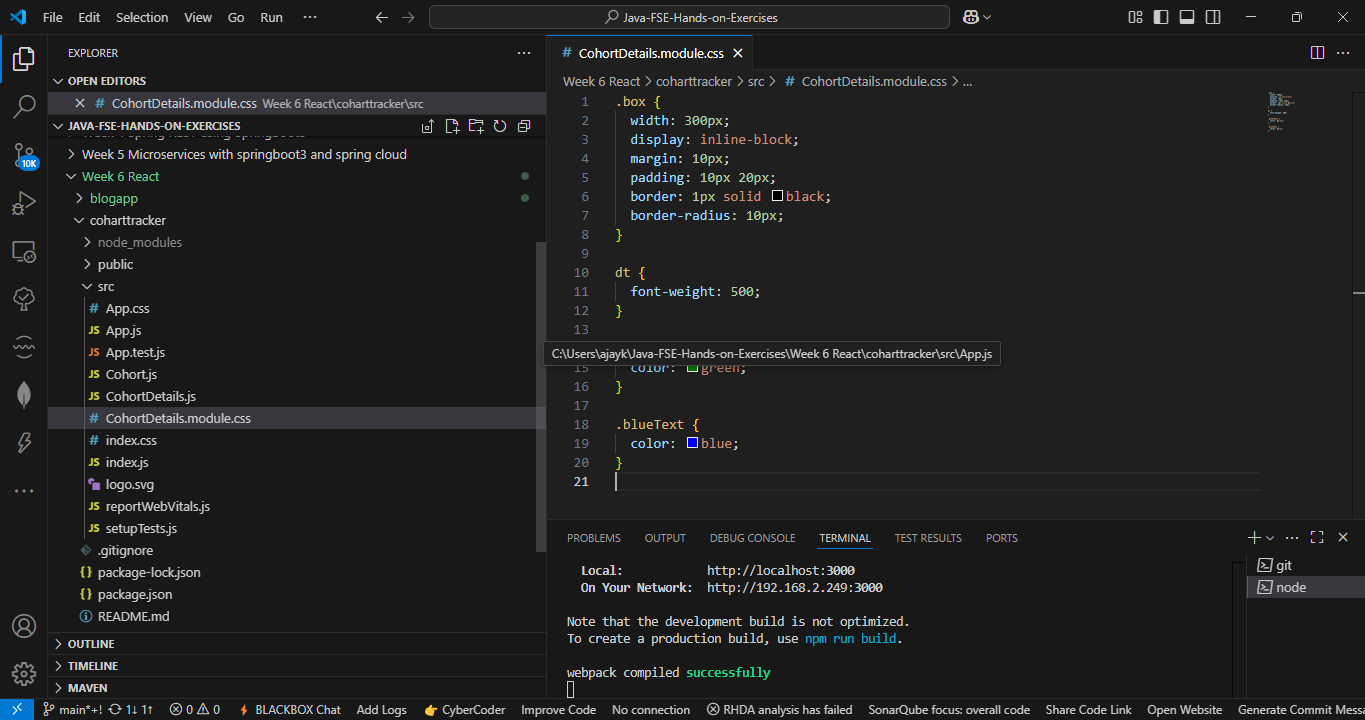 File Edit Selection View Go Run ··· Java-FSE-Hands-on-Exercises
EXPLORER ···
OPEN EDITORS
# CohortDetails.module.css Week 6 React\coharttracker\src
JAVA-FSE-HANDS-ON-EXERCISES
Week 5 Microservices with springboot3 and spring cloud
Week 6 React
blogapp
coharttracker
node_modules
public
src
# App.css
JS App.js
JS App.test.js
JS Cohort.js
JS CohortDetails.js
# CohortDetails.module.css
# index.css
JS index.js
logo.svg
JS reportWebVitals.js
JS setupTests.js
.gitignore
{} package-lock.json
{} package.json
README.md
OUTLINE
TIMELINE
MAVEN
10K
# CohortDetails.module.css
Week 6 React > coharttracker > src > # CohortDetails.module.css > ...
1 .box {
2 width: 300px;
3 display: inline-block;
4 margin: 10px;
5 padding: 10px 20px;
6 border: 1px solid black;
7 border-radius: 10px;
8 }
9
10 dt {
11 font-weight: 500;
12 }
13
C:\Users\ajayk\Java-FSE-Hands-on-Exercises\Week 6 React\coharttracker\src\App.js
15 color: green;
16 }
17
18 .blueText {
19 color: blue;
20 }
21
PROBLEMS OUTPUT DEBUG CONSOLE TERMINAL TEST RESULTS PORTS
Local: http://localhost:3000
On Your Network: http://192.168.2.249:3000
Note that the development build is not optimized.
To create a production build, use npm run build.
webpack compiled successfully
git
node
main*+! 1↓ 1↑ 0 0 BLACKBOX Chat Add Logs CyberCoder Improve Code No connection RHDA analysis has failed SonarQube focus: overall code Share Code Link Open Website Generate Commit Messa